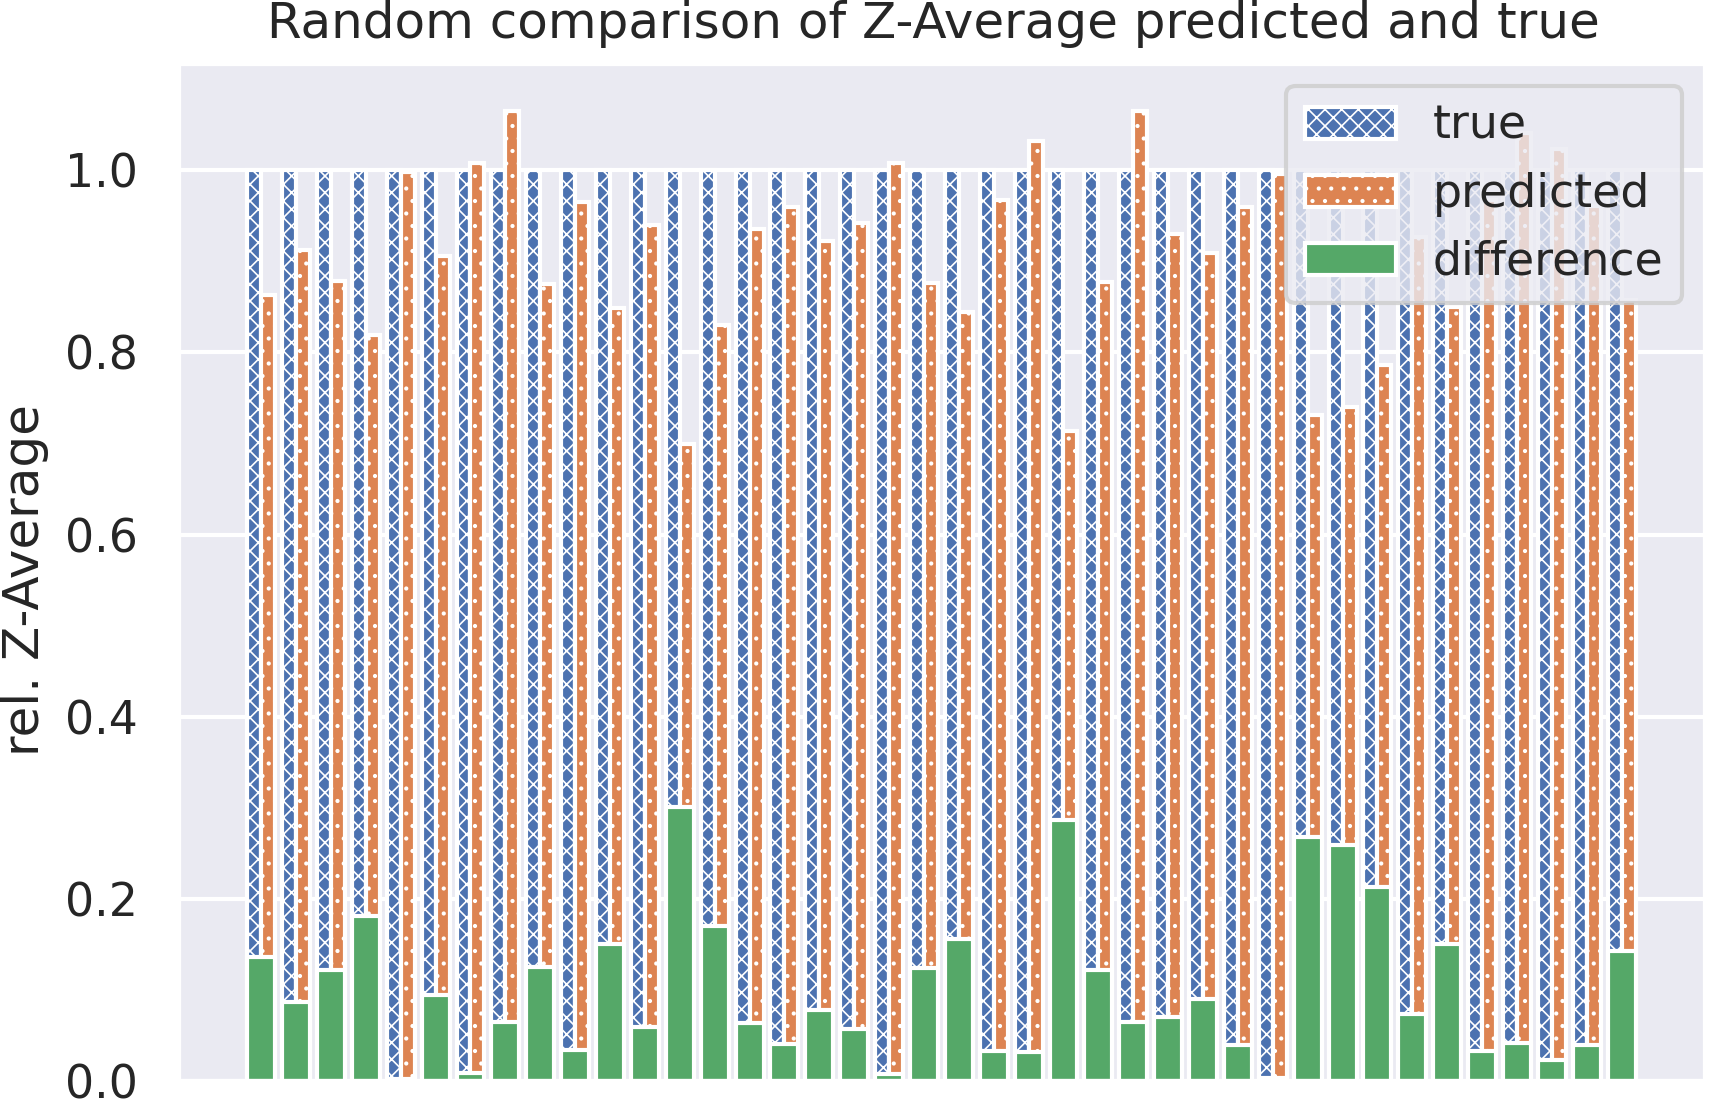 Random comparison of Z-Average predicted and true
true
predicted
difference
1.0
0.8
0.6
0.4
0.2
0.0
rel. Z-Average